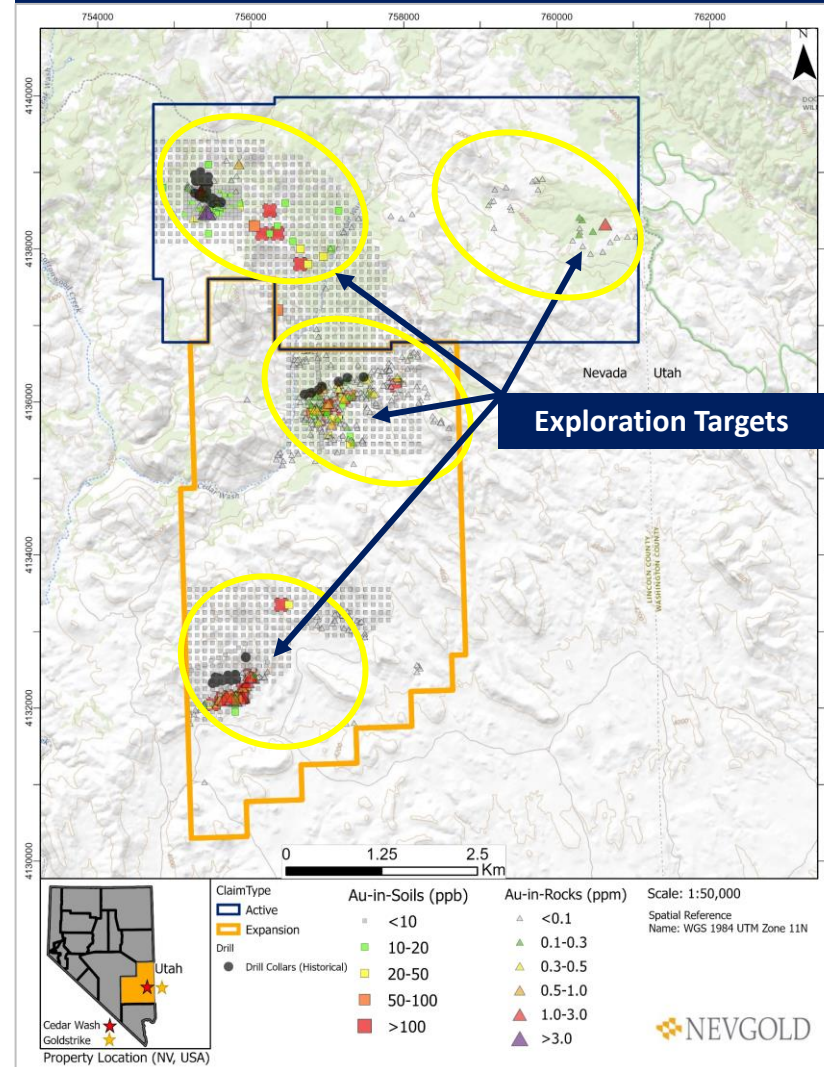 754000 756000 758000 760000 762000
N
4140000
4138000
4136000
4134000
4132000
4130000
Nevada Utah
Exploration Targets
Cedar Wash
LINCOLN COUNTY
WASHINGTON COUNTY
0 1.25 2.5
Km
ClaimType
Active
Expansion
Drill
Drill Collars (Historical)
Au-in-Soils (ppb)
<10
10-20
20-50
50-100
>100
Au-in-Rocks (ppm)
<0.1
0.1-0.3
0.3-0.5
0.5-1.0
1.0-3.0
>3.0
Scale: 1:50,000
Spatial Reference
Name: WGS 1984 UTM Zone 11N
Utah
Cedar Wash
Goldstrike
Property Location (NV, USA)
NEVGOLD